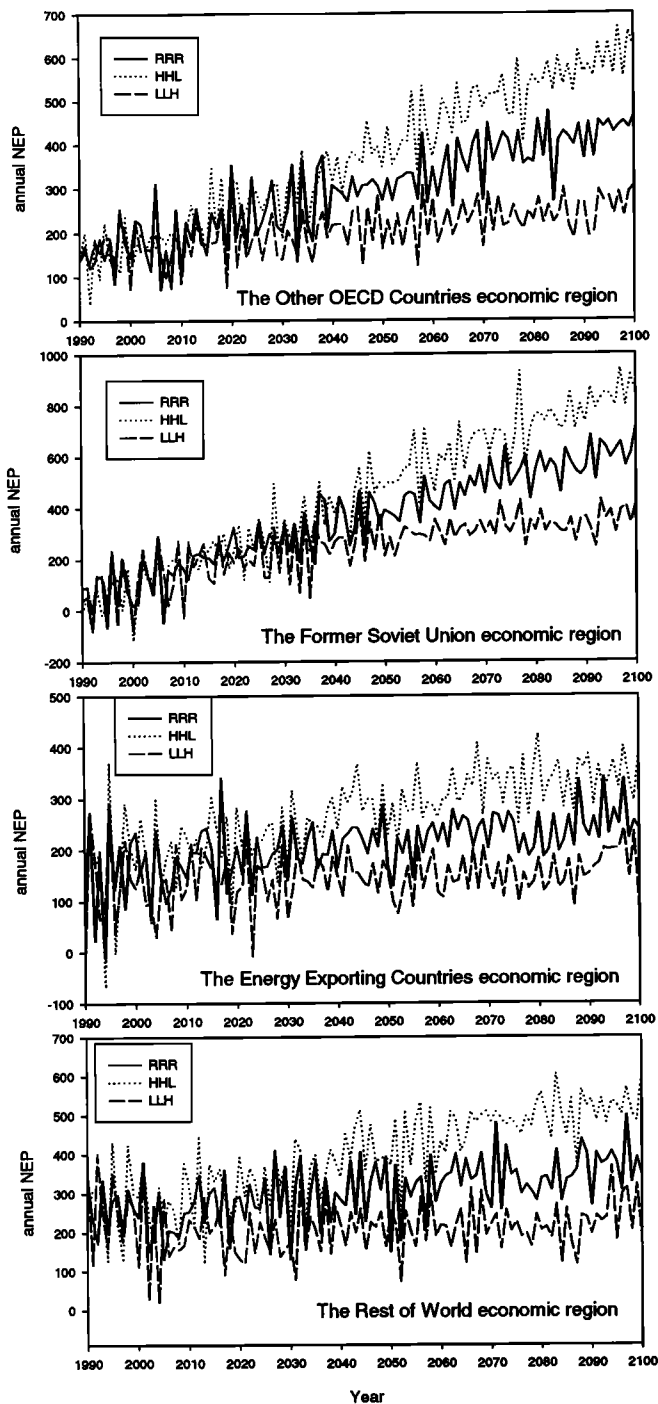 700
600
500
400
300
200
100
0
annual NEP
RRR
HHL
LLH
The Other OECD Countries economic region
1990 2000 2010 2020 2030 2040 2050 2060 2070 2080 2090 2100
1000
800
600
400
200
0
-200
annual NEP
RRR
HHL
LLH
The Former Soviet Union economic region
1990 2000 2010 2020 2030 2040 2050 2060 2070 2080 2090 2100
500
400
300
200
100
0
-100
annual NEP
RRR
HHL
LLH
The Energy Exporting Countries economic region
1990 2000 2010 2020 2030 2040 2050 2060 2070 2080 2090 2100
700
600
500
400
300
200
100
0
annual NEP
RRR
HHL
LLH
The Rest of World economic region
1990 2000 2010 2020 2030 2040 2050 2060 2070 2080 2090 2100
Year